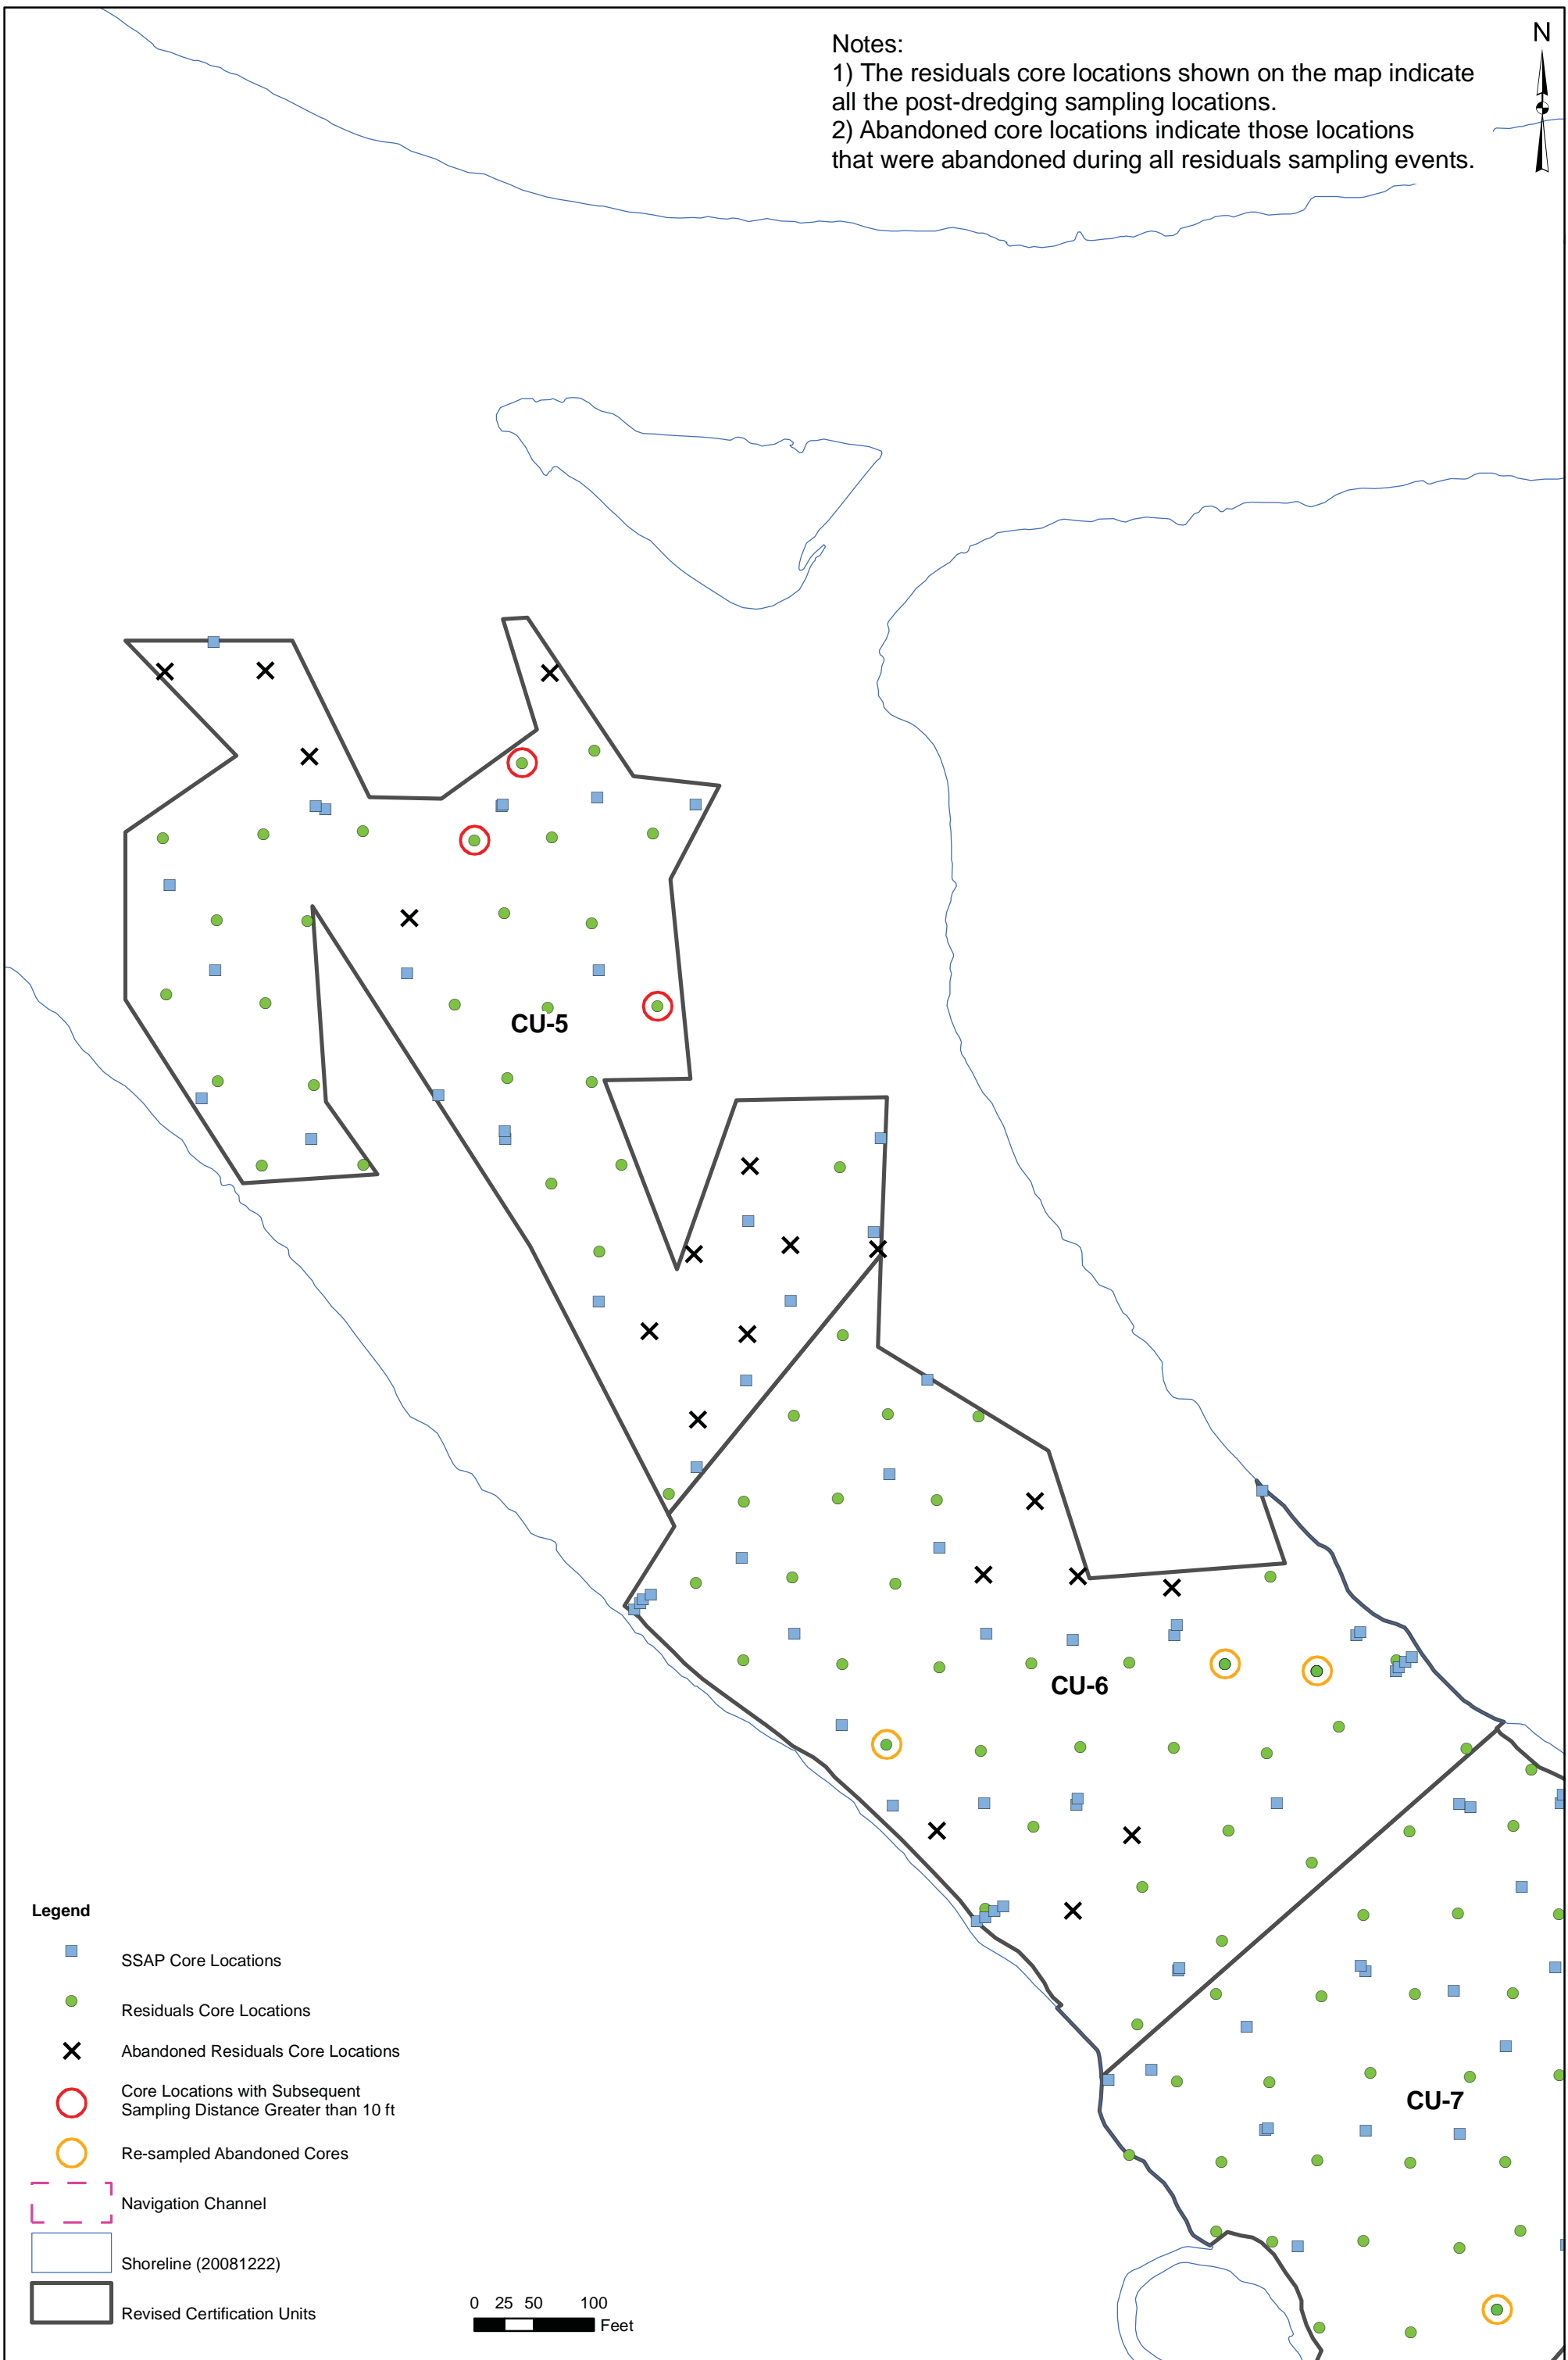 Notes:
1) The residuals core locations shown on the map indicate
all the post-dredging sampling locations.
2) Abandoned core locations indicate those locations
that were abandoned during all residuals sampling events.
N
CU-5
CU-6
CU-7
Legend
SSAP Core Locations
Residuals Core Locations
Abandoned Residuals Core Locations
Core Locations with Subsequent
Sampling Distance Greater than 10 ft
Re-sampled Abandoned Cores
Navigation Channel
Shoreline (20081222)
Revised Certification Units
0 25 50 100
Feet